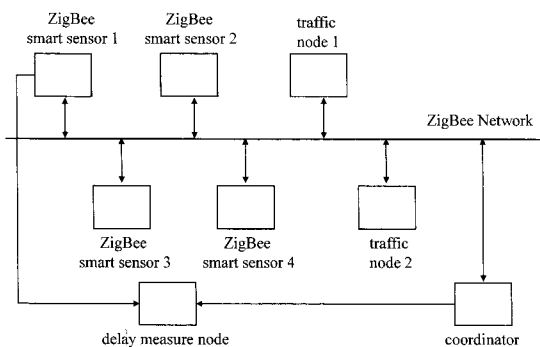 ZigBee
smart sensor 1
ZigBee
smart sensor 2
traffic
node 1
ZigBee Network
ZigBee
smart sensor 3
ZigBee
smart sensor 4
traffic
node 2
delay measure node
coordinator